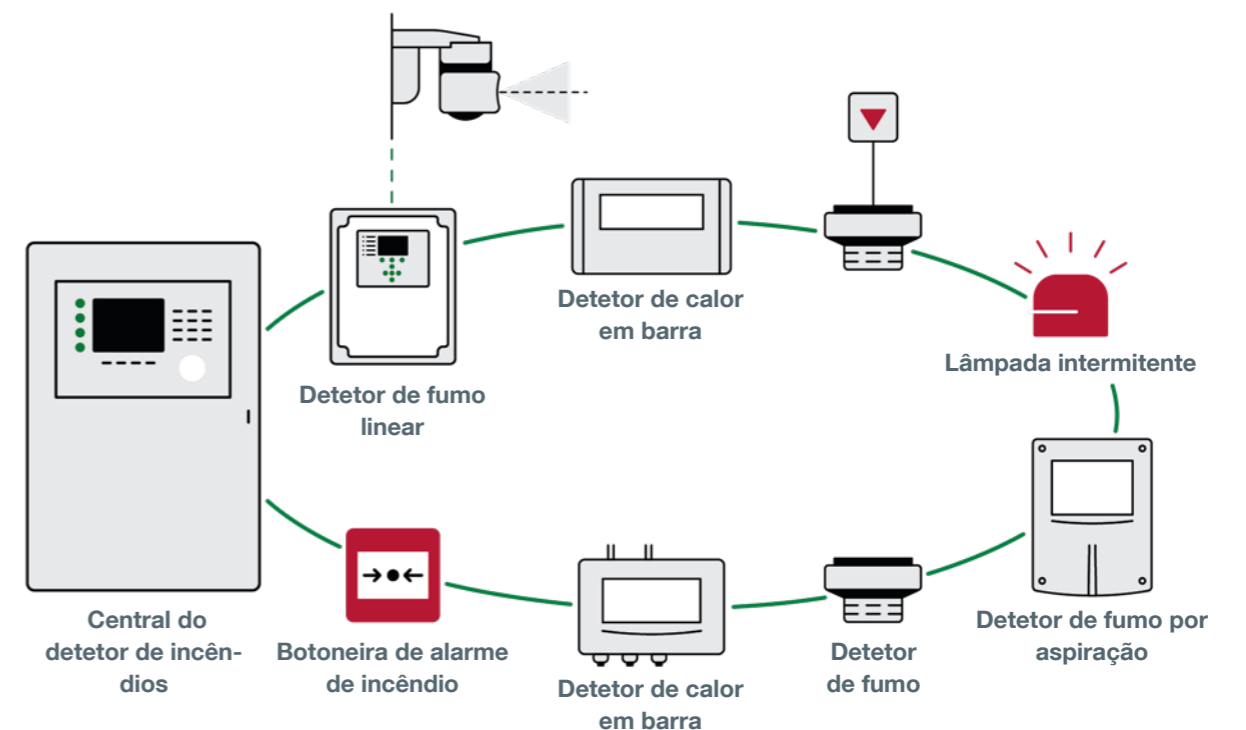 Detetor de calor
em barra
Lâmpada intermitente
Detetor de fumo
linear
Central do
detetor de incên-
dios
Botoneira de alarme
de incêndio
Detetor de calor
em barra
Detetor
de fumo
Detetor de fumo por
aspiração